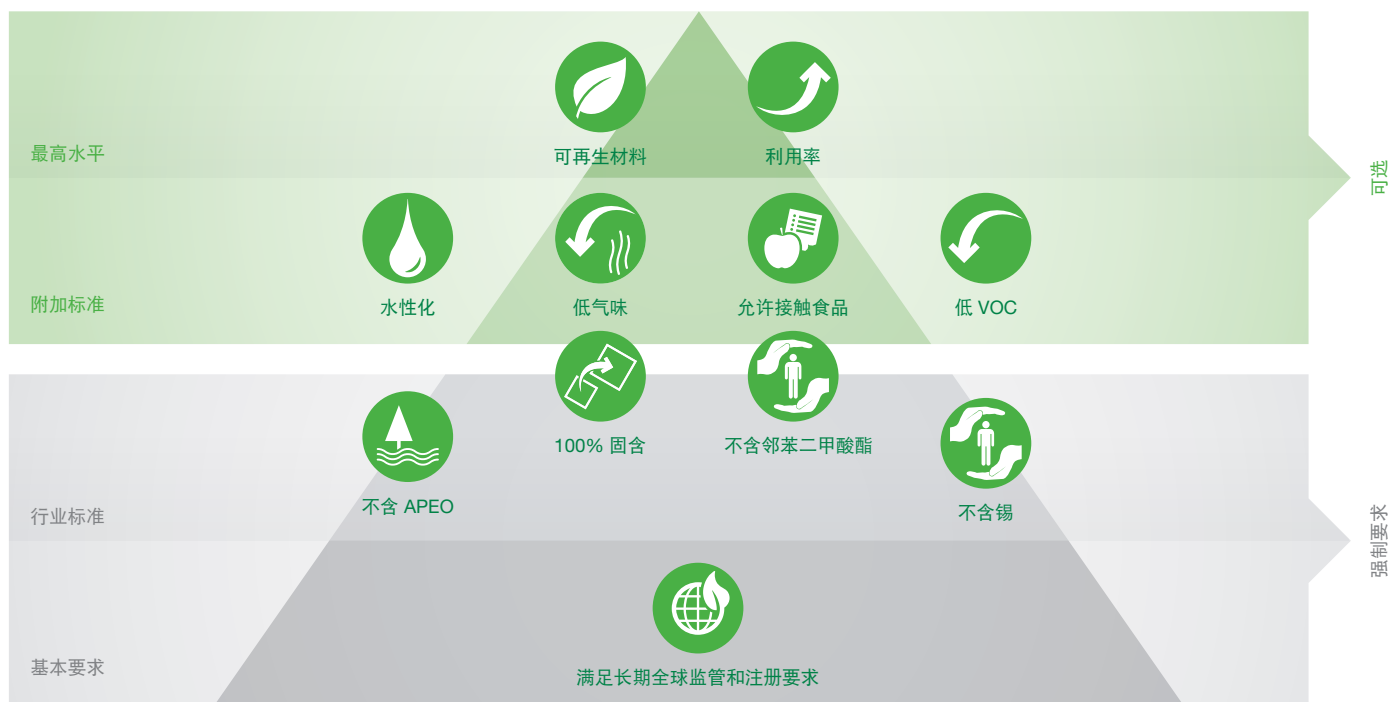 可再生材料
利用率
最高水平
可选
水性化
低气味
允许接触食品
低 VOC
附加标准
100% 固含
不含邻苯二甲酸酯
不含 APEO
不含锡
行业标准
强制要求
满足长期全球监管和注册要求
基本要求